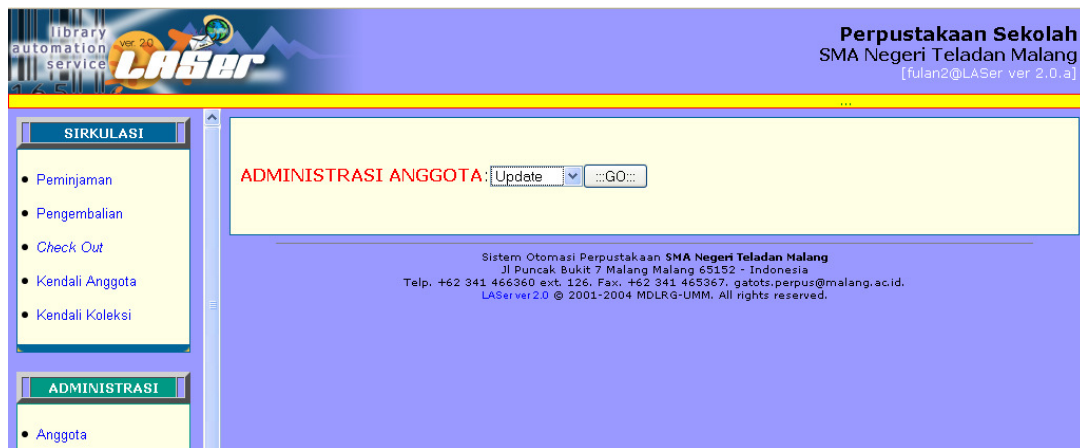 library
automation
service
ver. 2.0
LASer
Perpustakaan Sekolah
SMA Negeri Teladan Malang
[fulan2@LASer ver 2.0.a]
...
SIRKULASI
Peminjaman
Pengembalian
Check Out
Kendali Anggota
Kendali Koleksi
ADMINISTRASI
Anggota
ADMINISTRASI ANGGOTA: Update :::GO:::
Sistem Otomasi Perpustakaan SMA Negeri Teladan Malang
Jl Puncak Bukit 7 Malang Malang 65152 - Indonesia
Telp. +62 341 466360 ext. 126. Fax. +62 341 465367. gatots.perpus@malang.ac.id.
LASer ver 2.0 @ 2001-2004 MDLRG-UMM. All rights reserved.